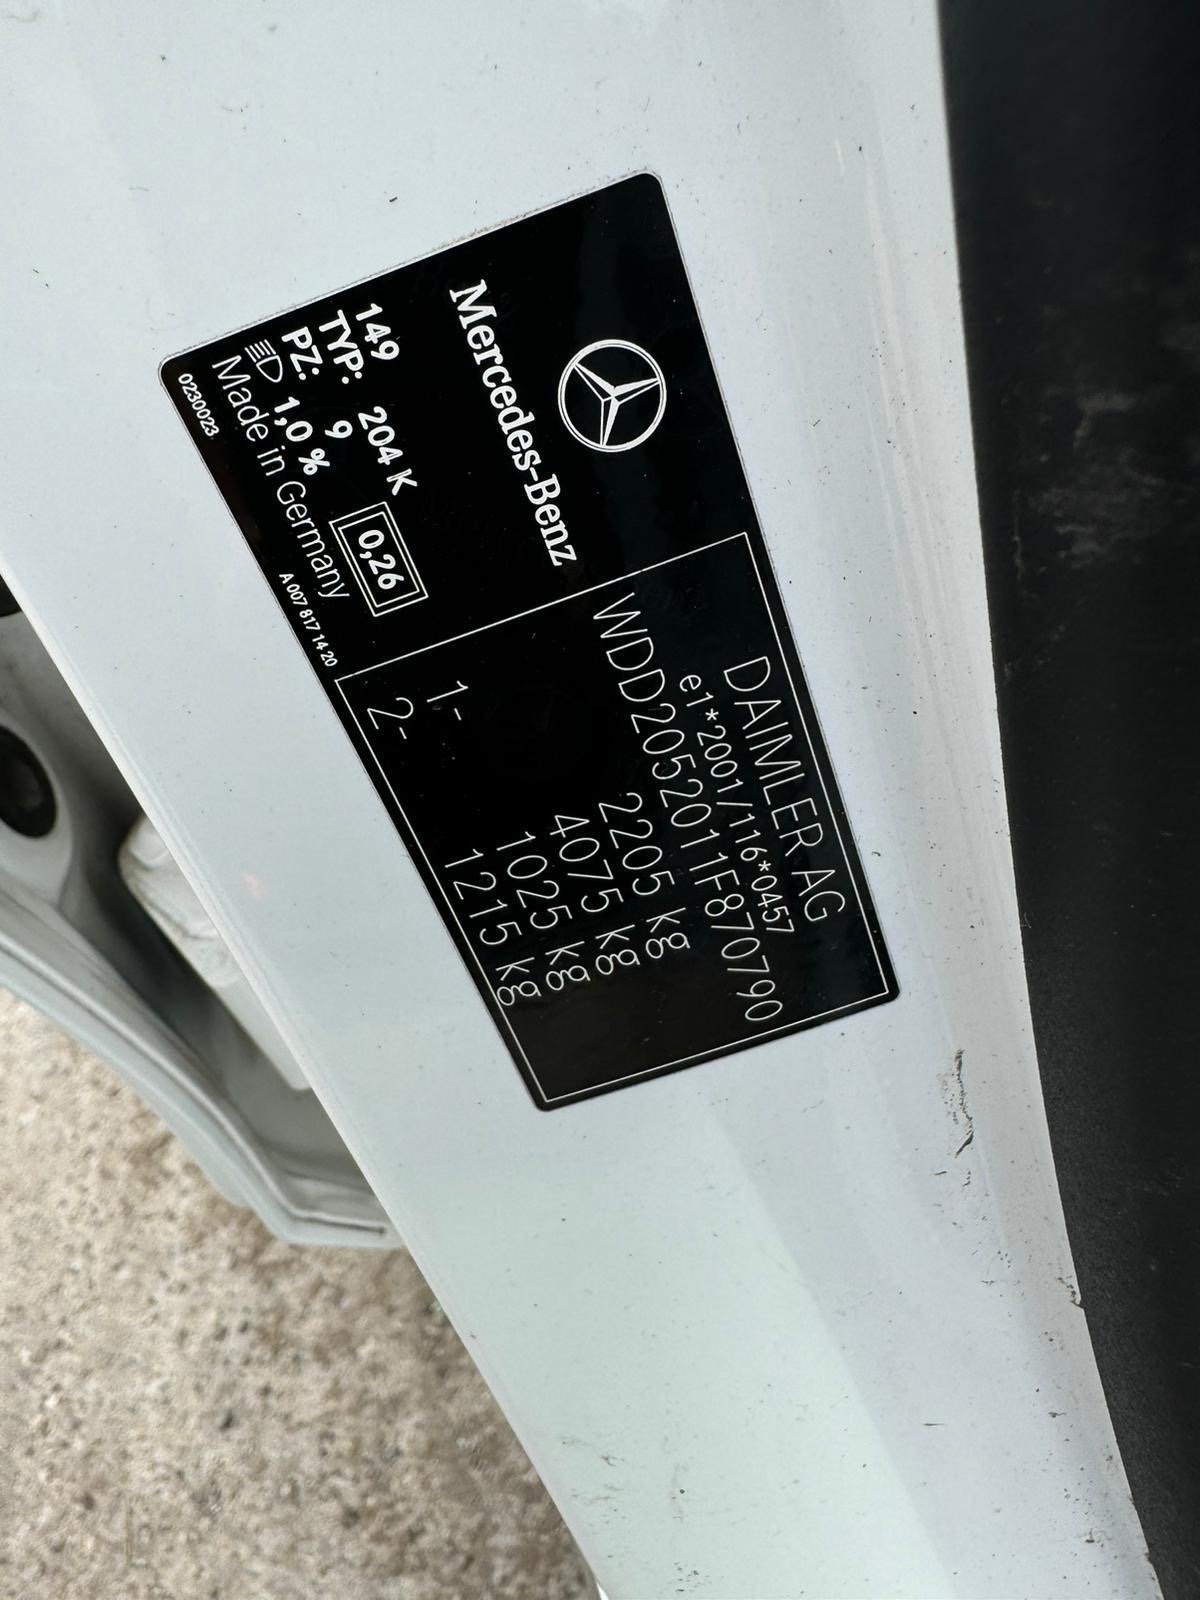 Mercedes-Benz
149
TYP: 204 K
PZ: 9
1,0 %
0,26
Made in Germany
0230023
A 007 817 14 20
DAIMLER AG
e1*2001/116*0457
WDD2052011F870790
2205 kg
4075 kg
1- 1025 kg
2- 1215 kg